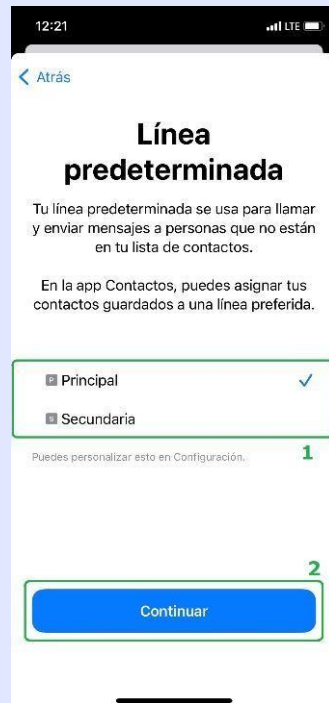 12:21
LTE
Atrás
Línea
predeterminada
Tu línea predeterminada se usa para llamar
y enviar mensajes a personas que no están
en tu lista de contactos.
En la app Contactos, puedes asignar tus
contactos guardados a una línea preferida.
P Principal
S Secundaria
Puedes personalizar esto en Configuración.
1
2
Continuar